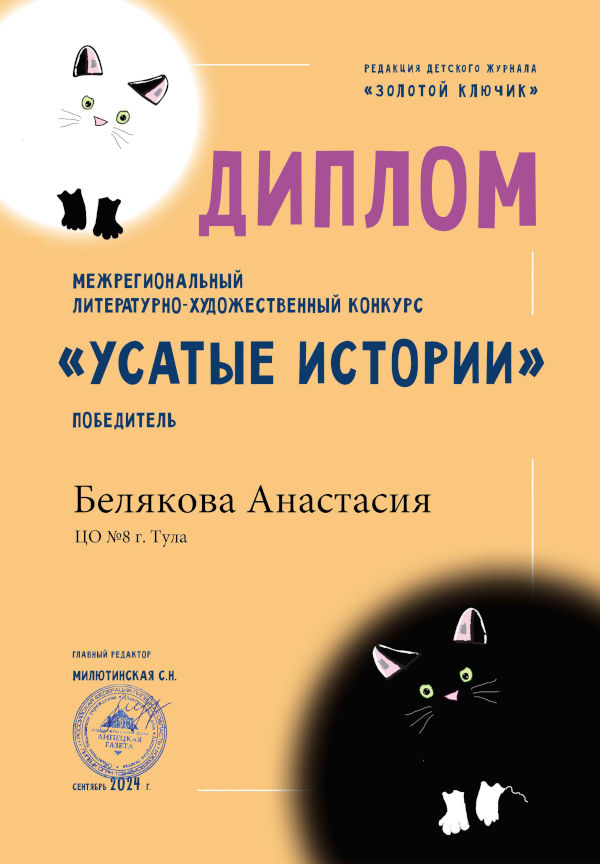 РЕДАКЦИЯ ДЕТСКОГО ЖУРНАЛА
«ЗОЛОТОЙ КЛЮЧИК»
ДИПЛОМ
МЕЖРЕГИОНАЛЬНЫЙ
ЛИТЕРАТУРНО-ХУДОЖЕСТВЕННЫЙ КОНКУРС
«УСАТЫЕ ИСТОРИИ»
ПОБЕДИТЕЛЬ
Белякова Анастасия
ЦО №8 г. Тула
ГЛАВНЫЙ РЕДАКТОР
МИЛЮТИНСКАЯ С.Н.
ЛИПЕЦКАЯ
ГАЗЕТА
СЕНТЯБРЬ 2024 Г.